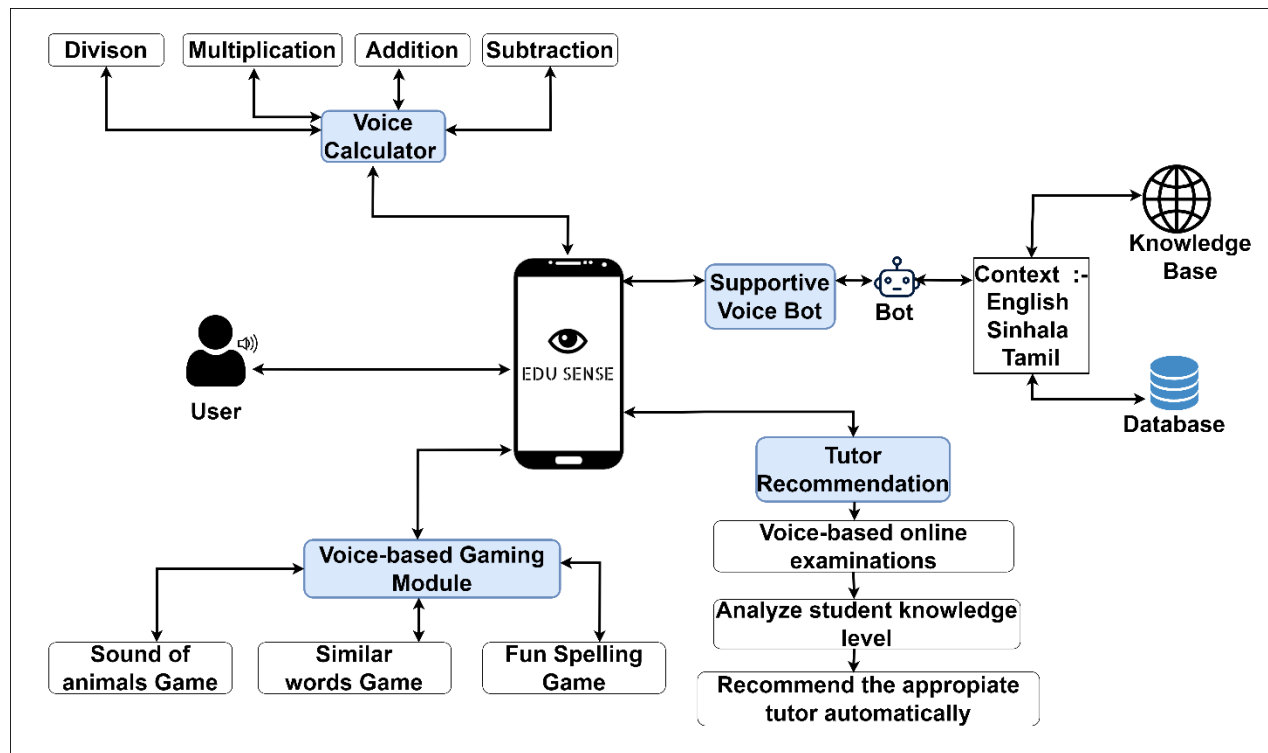 Divison
Multiplication
Addition
Subtraction
Voice
Calculator
Knowledge
Base
Supportive
Voice Bot
Bot
Context :-
English
Sinhala
Tamil
EDU SENSE
User
Database
Tutor
Recommendation
Voice-based online
examinations
Analyze student knowledge
level
Recommend the appropiate
tutor automatically
Voice-based Gaming
Module
Sound of
animals Game
Similar
words Game
Fun Spelling
Game